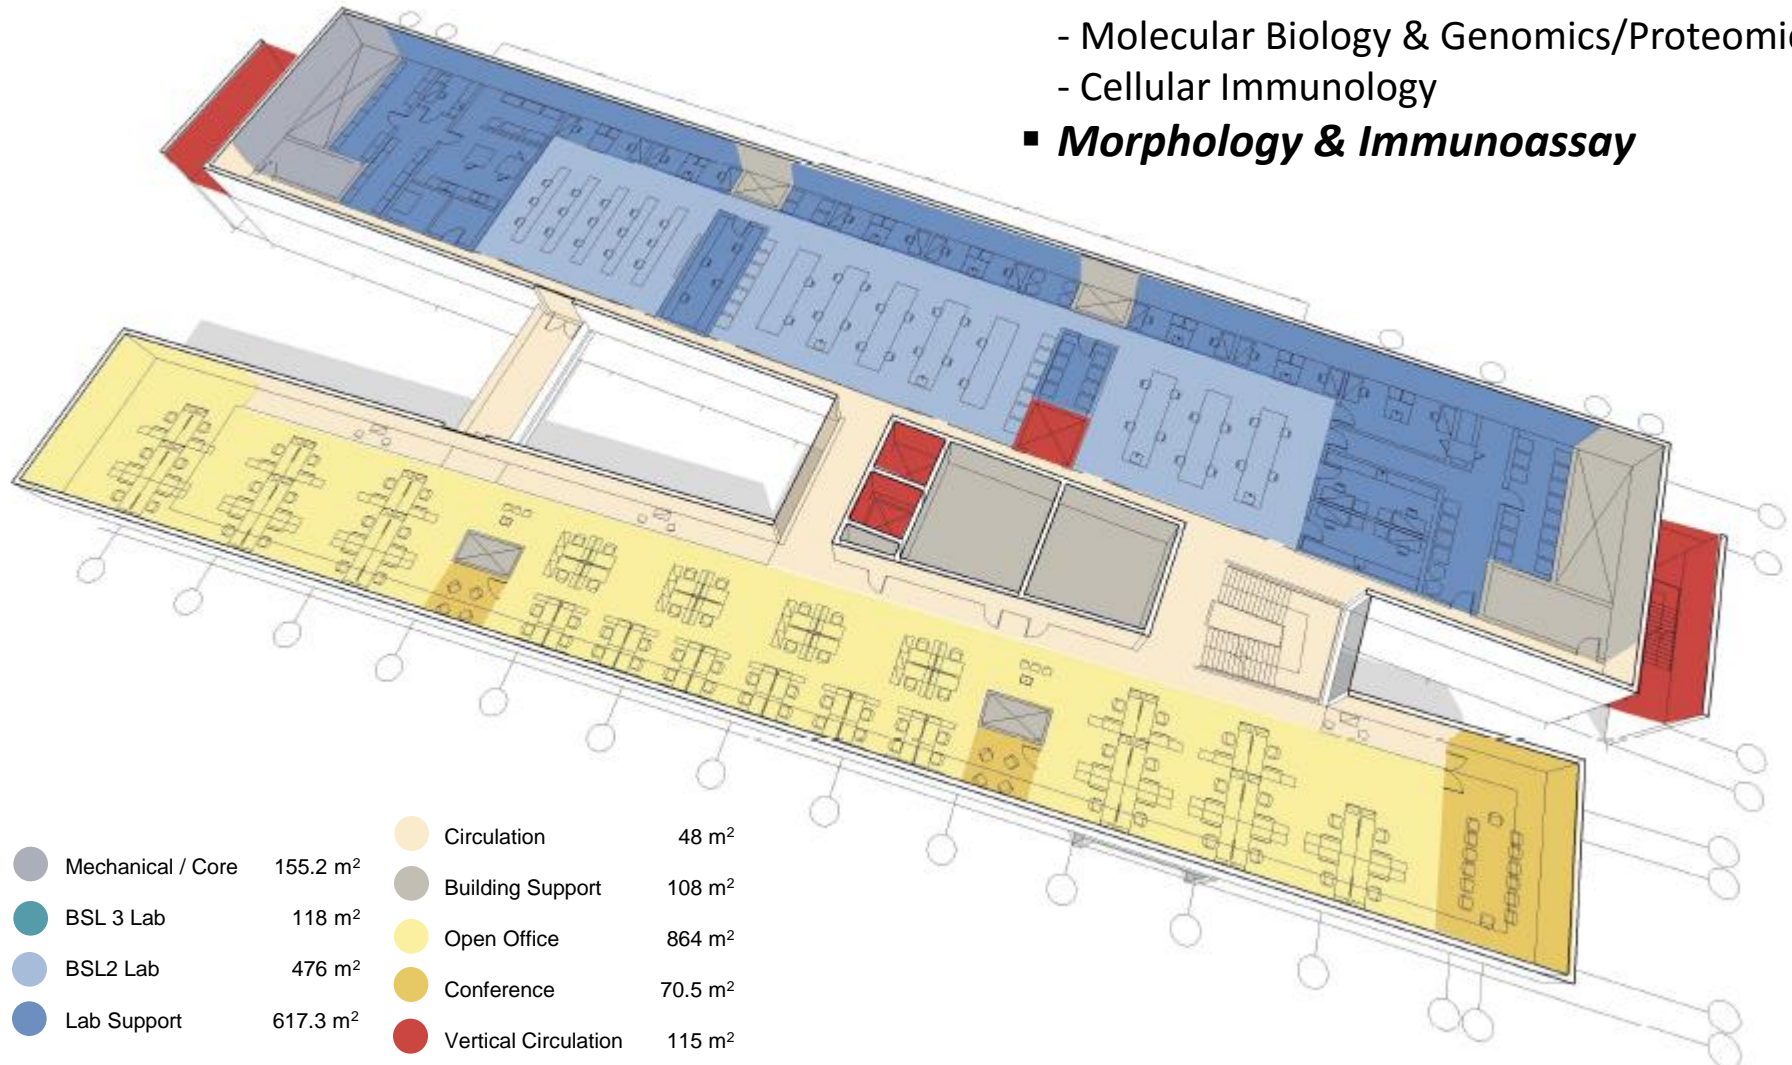 - Molecular Biology & Genomics/Proteomic
- Cellular Immunology
▪ Morphology & Immunoassay
Mechanical / Core 155.2 m²
BSL 3 Lab 118 m²
BSL2 Lab 476 m²
Lab Support 617.3 m²
Circulation 48 m²
Building Support 108 m²
Open Office 864 m²
Conference 70.5 m²
Vertical Circulation 115 m²